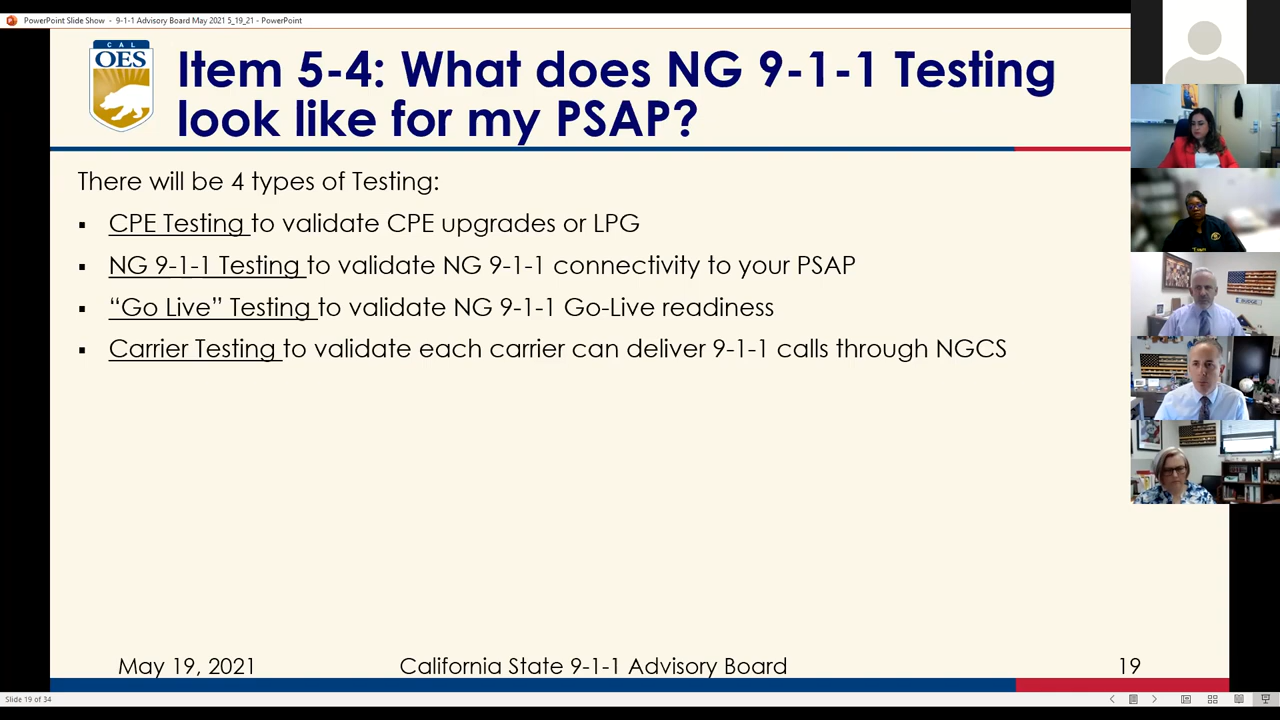 PowerPoint Slide Show - 9-1-1 Advisory Board May 2021 5_19_21 - PowerPoint
CAL
OES
Item 5-4: What does NG 9-1-1 Testing
look like for my PSAP?
There will be 4 types of Testing:
▪ CPE Testing to validate CPE upgrades or LPG
▪ NG 9-1-1 Testing to validate NG 9-1-1 connectivity to your PSAP
▪ “Go Live” Testing to validate NG 9-1-1 Go-Live readiness
▪ Carrier Testing to validate each carrier can deliver 9-1-1 calls through NGCS
May 19, 2021
California State 9-1-1 Advisory Board
19
Slide 19 of 34